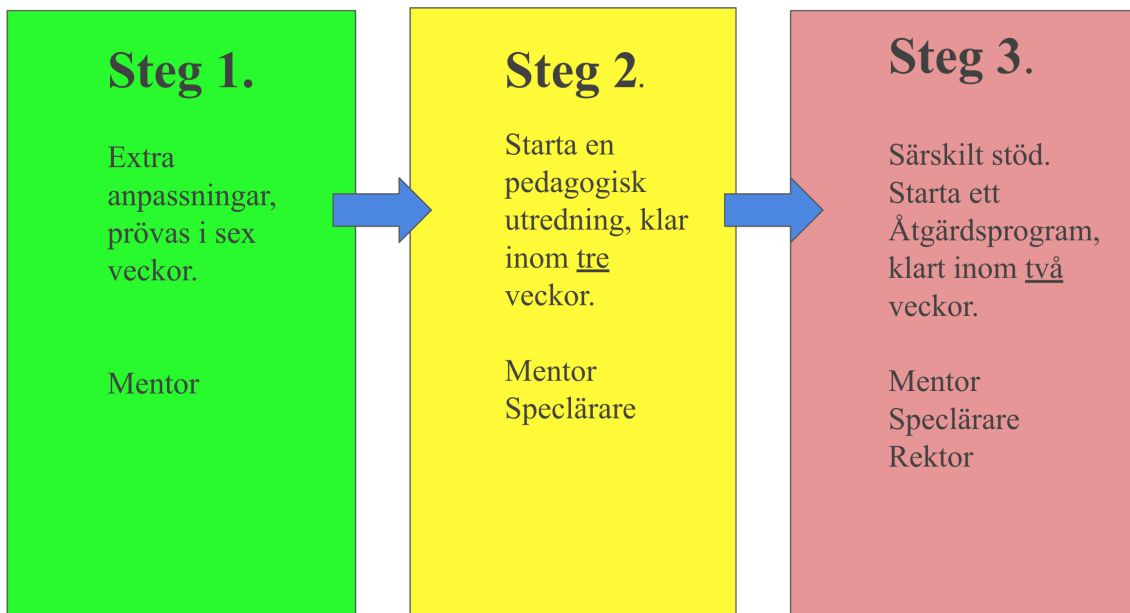 Steg 1.
Extra
anpassningar,
prövas i sex
veckor.
Mentor
Steg 2.
Starta en
pedagogisk
utredning, klar
inom tre
veckor.
Mentor
Speclärare
Steg 3.
Särskilt stöd.
Starta ett
Åtgärdsprogram,
klart inom två
veckor.
Mentor
Speclärare
Rektor